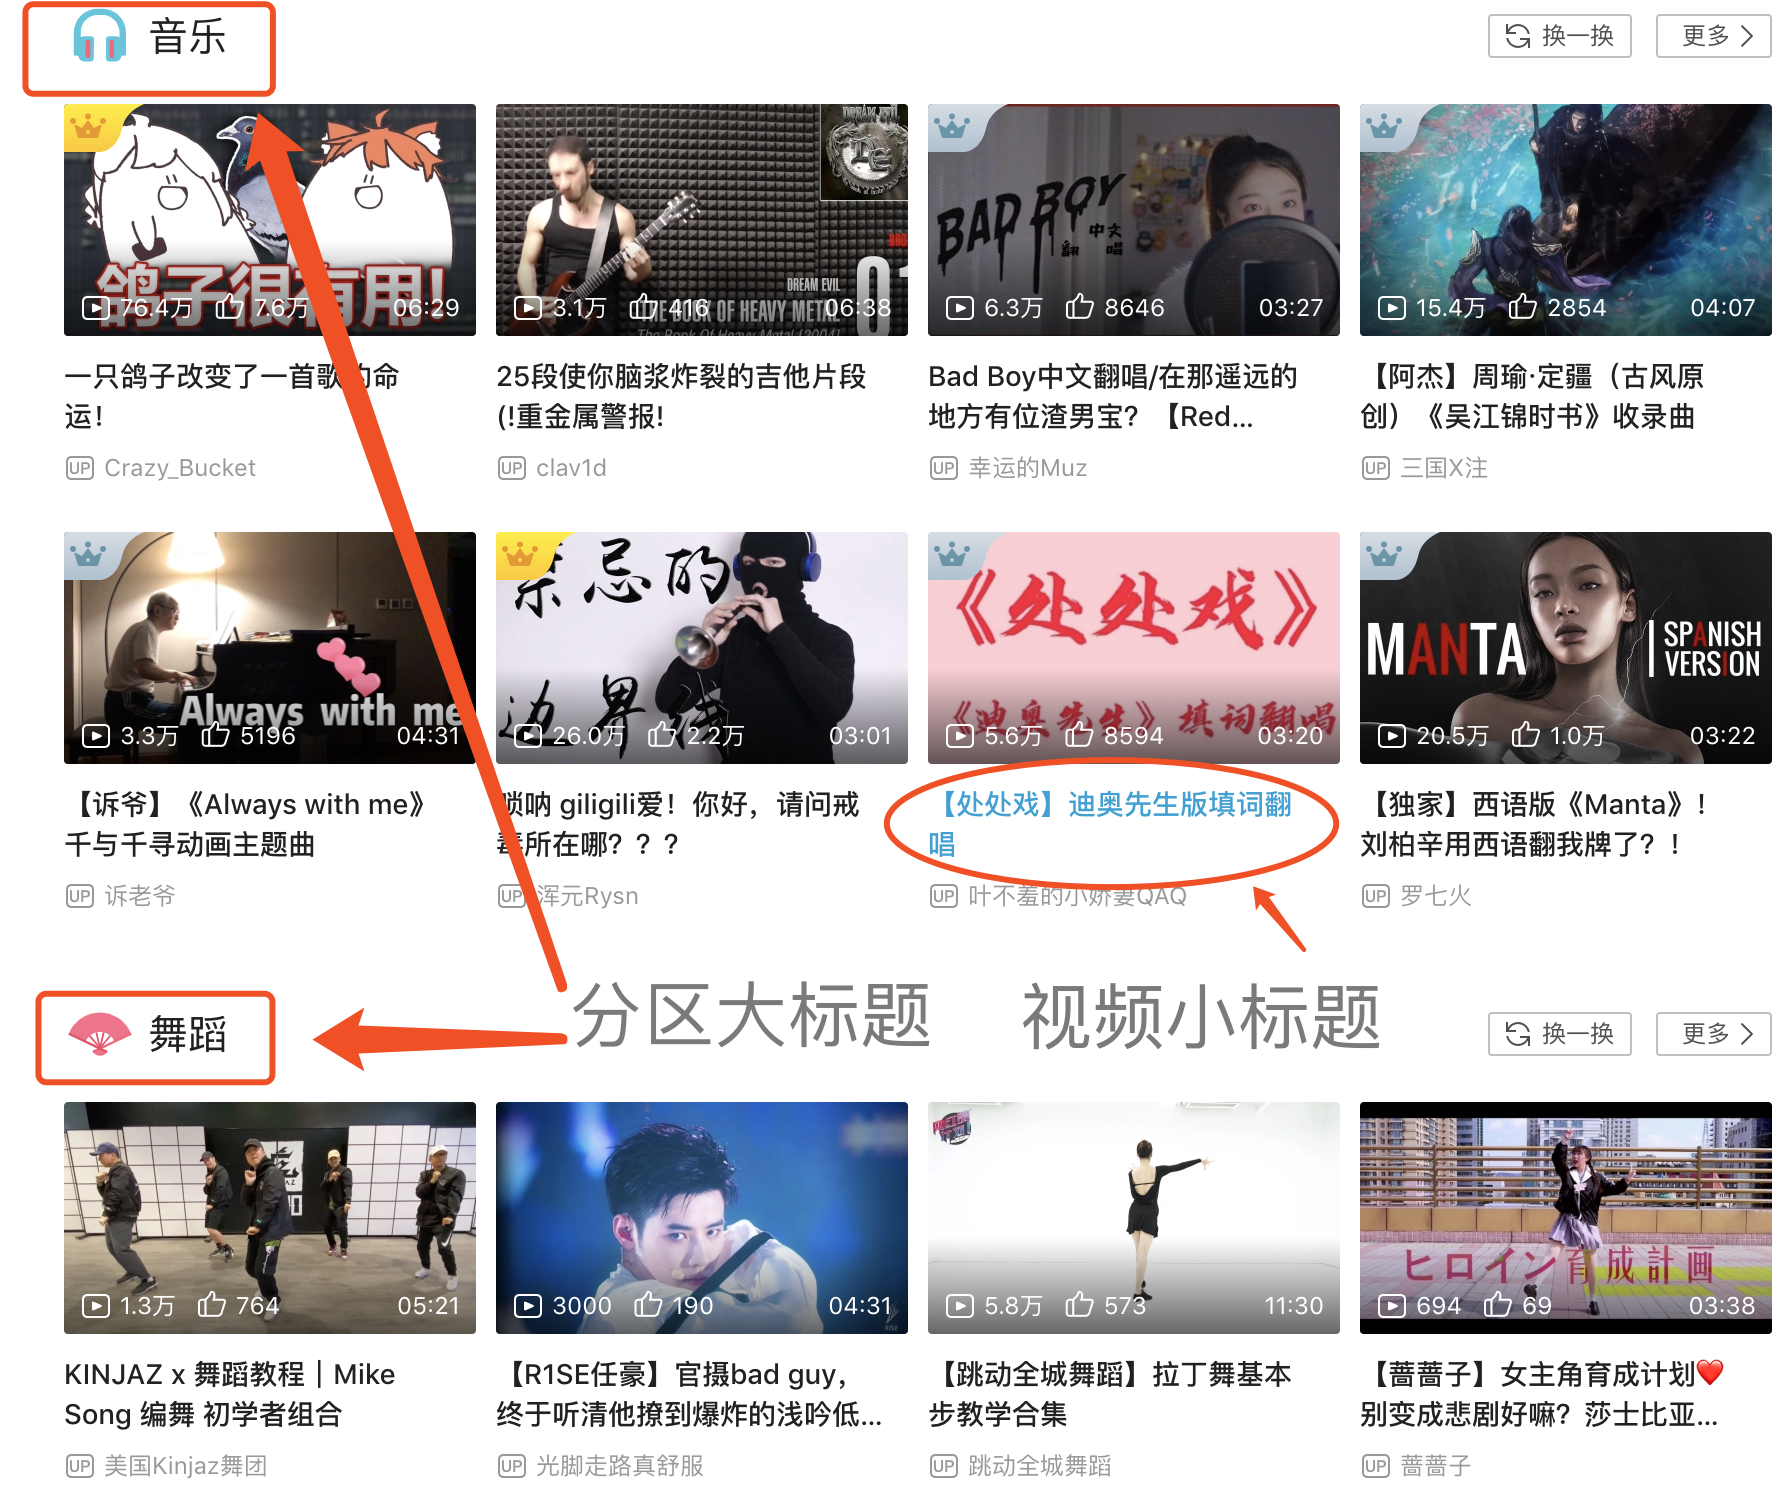 音乐
换一换
更多
鸽子很有用!
76.4万 7.6万 06:29
DREAM EVIL
DREAM EVIL
THE BOOK OF HEAVY METAL
The Book Of Heavy Metal [2004]
01
3.1万 416 06:38
BAD BOY
中文
翻唱
6.3万 8646 03:27
15.4万 2854 04:07
一只鸽子改变了一首歌的命
运！
UP Crazy_Bucket
25段使你脑浆炸裂的吉他片段
(!重金属警报!
UP clav1d
Bad Boy中文翻唱/在那遥远的
地方有位渣男宝？【Red...
UP 幸运的Muz
【阿杰】周瑜·定疆（古风原
创）《吴江锦时书》收录曲
UP 三国X注
Always with me
3.3万 5196 04:31
禁忌的
边界线
26.0万 2.2万 03:01
《处处戏》
《迪奥先生》填词翻唱
5.6万 8594 03:20
MANTA
SPANISH
VERSION
20.5万 1.0万 03:22
【诉爷】《Always with me》
千与千寻动画主题曲
UP 诉老爷
唢呐 giligili爱！你好，请问戒
毒所在哪？？？
UP 浑元Rysn
【处处戏】迪奥先生版填词翻
唱
UP 叶不羞的小娇妻QAQ
【独家】西语版《Manta》！
刘柏辛用西语翻我牌了？！
UP 罗七火
分区大标题
视频小标题
舞蹈
换一换
更多
1.3万 764 05:21
3000 190 04:31
5.8万 573 11:30
ヒロイン育成計画
694 69 03:38
KINJAZ x 舞蹈教程｜Mike
Song 编舞 初学者组合
UP 美国Kinjaz舞团
【R1SE任豪】官摄bad guy，
终于听清他撩到爆炸的浅吟低...
UP 光脚走路真舒服
【跳动全城舞蹈】拉丁舞基本
步教学合集
UP 跳动全城舞蹈
【蔷蔷子】女主角育成计划❤️
别变成悲剧好嘛？莎士比亚...
UP 蔷蔷子